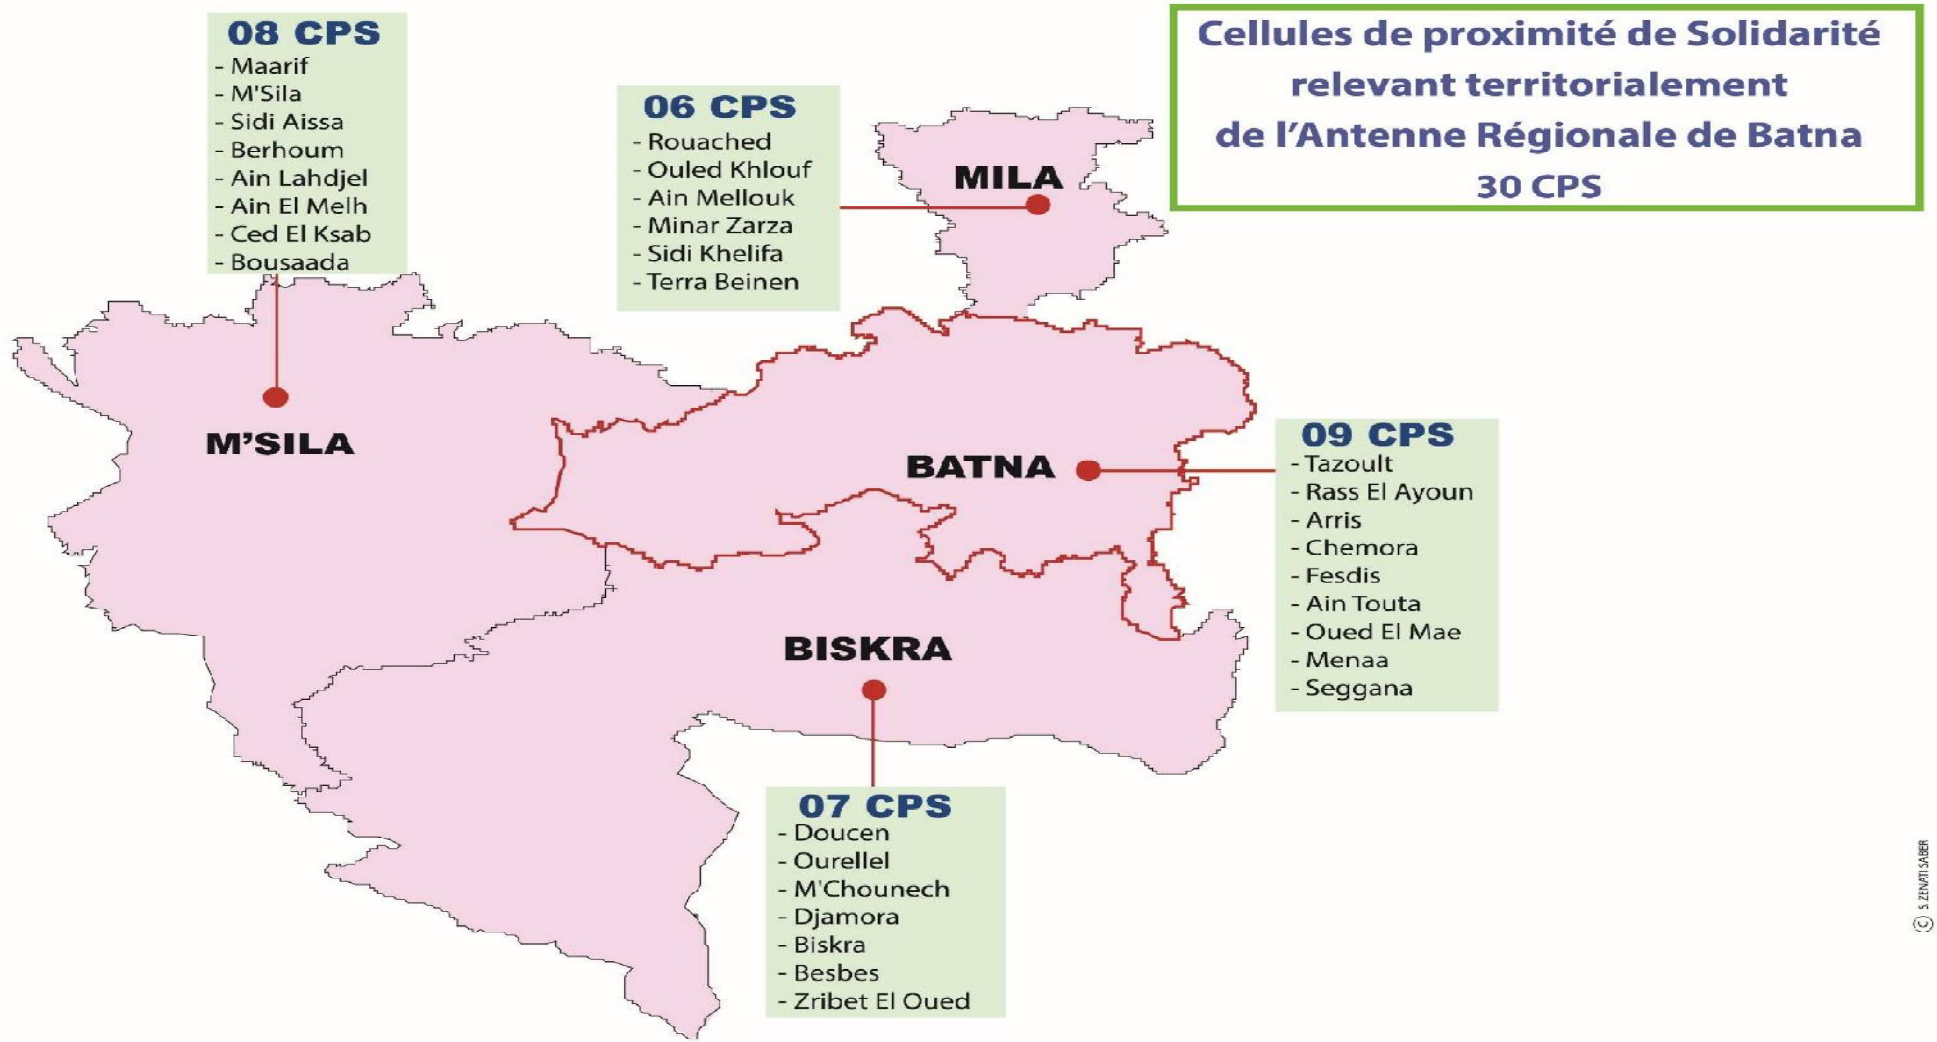 Cellules de proximité de Solidarité
relevant territorialement
de l'Antenne Régionale de Batna
30 CPS
08 CPS
- Maarif
- M'Sila
- Sidi Aissa
- Berhoum
- Ain Lahdjel
- Ain El Melh
- Ced El Ksab
- Bousaada
06 CPS
- Rouached
- Ouled Khlouf
- Ain Mellouk
- Minar Zarza
- Sidi Khelifa
- Terra Beinen
MILA
M'SILA
BATNA
09 CPS
- Tazoult
- Rass El Ayoun
- Arris
- Chemora
- Fesdis
- Ain Touta
- Oued El Mae
- Menaa
- Seggana
BISKRA
07 CPS
- Doucen
- Ourellel
- M'Chounech
- Djamora
- Biskra
- Besbes
- Zribet El Oued
© S. ZENATI SABER